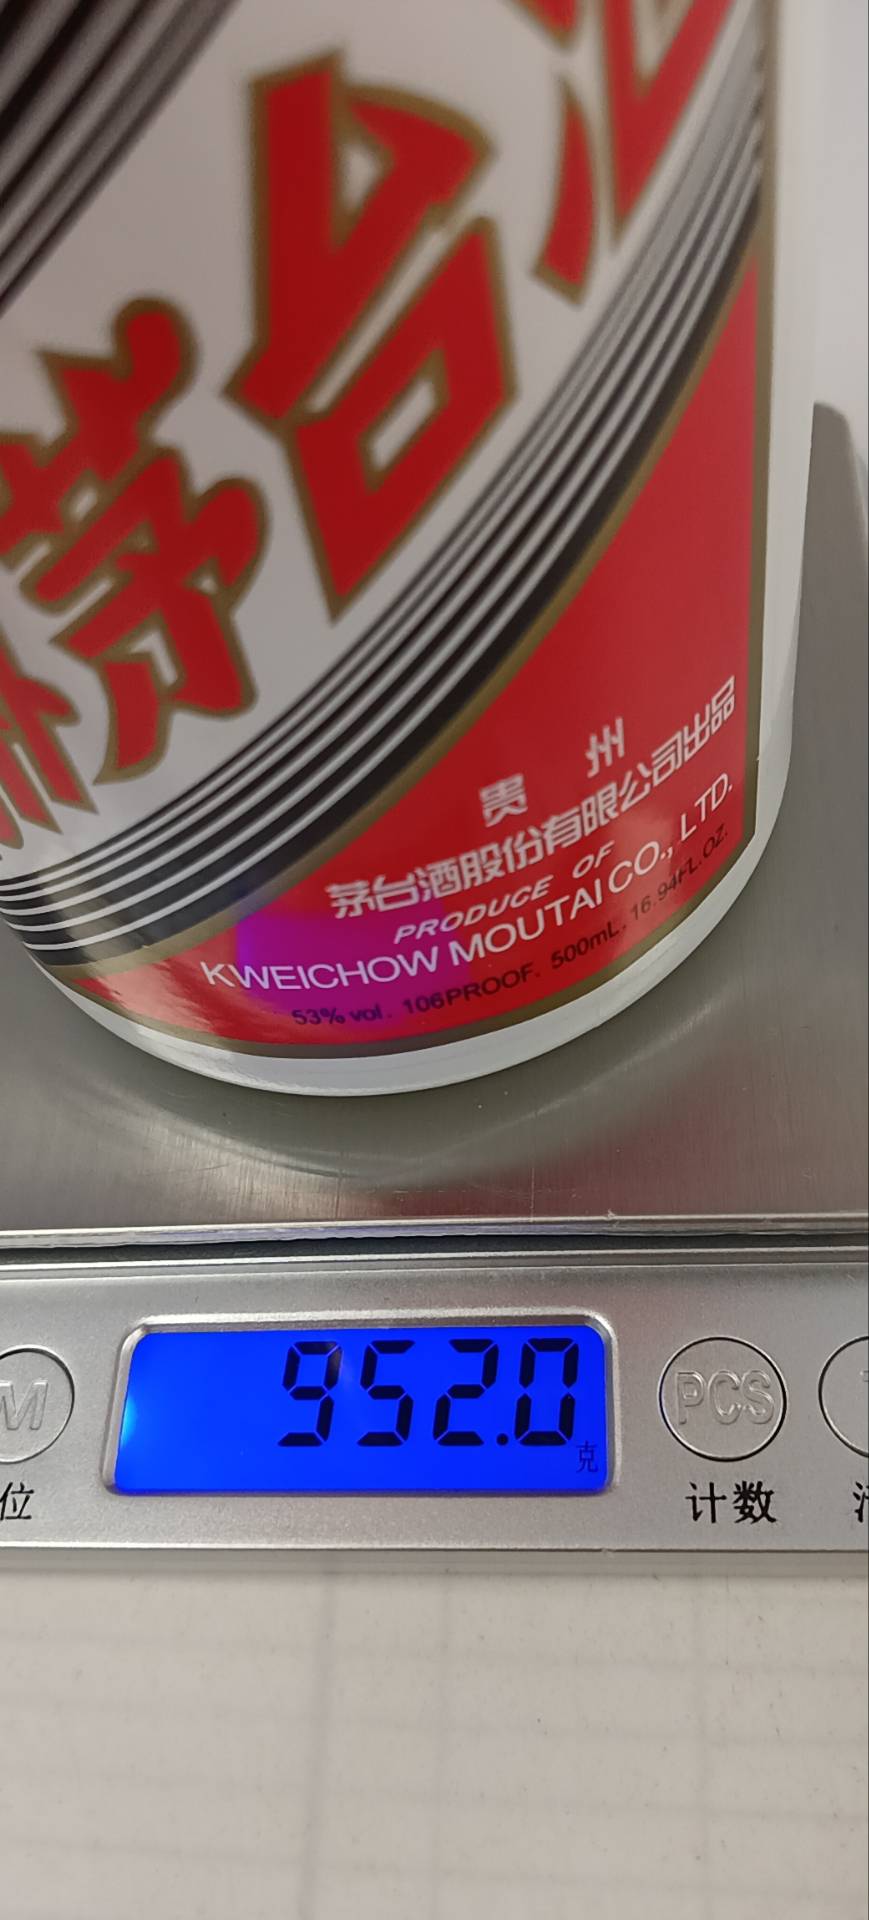 茅台
贵州
茅台酒股份有限公司出品
PRODUCE OF
KWEICHOW MOUTAI CO., LTD.
53% vol. 106PROOF. 500mL. 16.94FL.OZ.
952.0
克
M
PCS
位
计数